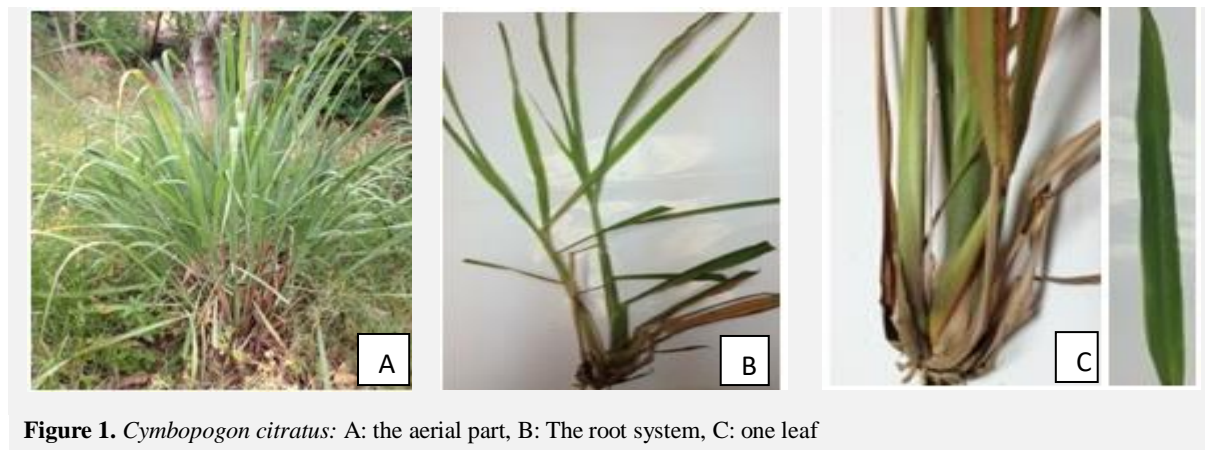 A
B
C
Figure 1. Cymbopogon citratus: A: the aerial part, B: The root system, C: one leaf